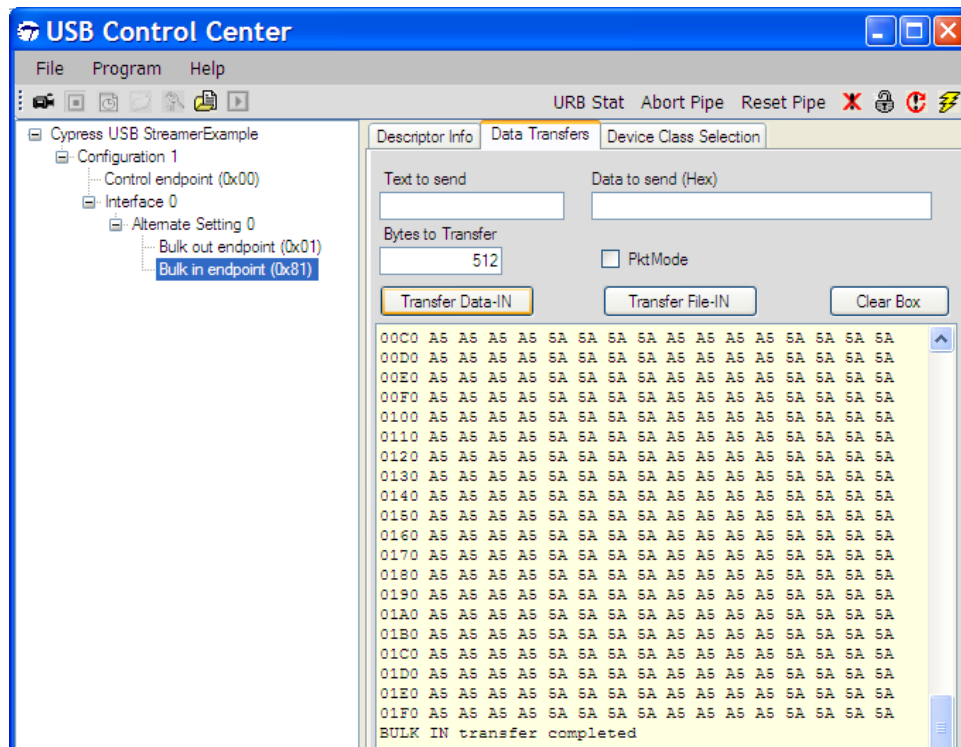 USB Control Center
File Program Help
URB Stat Abort Pipe Reset Pipe
Cypress USB StreamerExample
Configuration 1
Control endpoint (0x00)
Interface 0
Alternate Setting 0
Bulk out endpoint (0x01)
Bulk in endpoint (0x81)
Descriptor Info Data Transfers Device Class Selection
Text to send Data to send (Hex)
Bytes to Transfer
512 PktMode
Transfer Data-IN Transfer File-IN Clear Box
00C0 A5 A5 A5 A5 5A 5A 5A 5A A5 A5 A5 A5 5A 5A 5A 5A
00D0 A5 A5 A5 A5 5A 5A 5A 5A A5 A5 A5 A5 5A 5A 5A 5A
00E0 A5 A5 A5 A5 5A 5A 5A 5A A5 A5 A5 A5 5A 5A 5A 5A
00F0 A5 A5 A5 A5 5A 5A 5A 5A A5 A5 A5 A5 5A 5A 5A 5A
0100 A5 A5 A5 A5 5A 5A 5A 5A A5 A5 A5 A5 5A 5A 5A 5A
0110 A5 A5 A5 A5 5A 5A 5A 5A A5 A5 A5 A5 5A 5A 5A 5A
0120 A5 A5 A5 A5 5A 5A 5A 5A A5 A5 A5 A5 5A 5A 5A 5A
0130 A5 A5 A5 A5 5A 5A 5A 5A A5 A5 A5 A5 5A 5A 5A 5A
0140 A5 A5 A5 A5 5A 5A 5A 5A A5 A5 A5 A5 5A 5A 5A 5A
0150 A5 A5 A5 A5 5A 5A 5A 5A A5 A5 A5 A5 5A 5A 5A 5A
0160 A5 A5 A5 A5 5A 5A 5A 5A A5 A5 A5 A5 5A 5A 5A 5A
0170 A5 A5 A5 A5 5A 5A 5A 5A A5 A5 A5 A5 5A 5A 5A 5A
0180 A5 A5 A5 A5 5A 5A 5A 5A A5 A5 A5 A5 5A 5A 5A 5A
0190 A5 A5 A5 A5 5A 5A 5A 5A A5 A5 A5 A5 5A 5A 5A 5A
01A0 A5 A5 A5 A5 5A 5A 5A 5A A5 A5 A5 A5 5A 5A 5A 5A
01B0 A5 A5 A5 A5 5A 5A 5A 5A A5 A5 A5 A5 5A 5A 5A 5A
01C0 A5 A5 A5 A5 5A 5A 5A 5A A5 A5 A5 A5 5A 5A 5A 5A
01D0 A5 A5 A5 A5 5A 5A 5A 5A A5 A5 A5 A5 5A 5A 5A 5A
01E0 A5 A5 A5 A5 5A 5A 5A 5A A5 A5 A5 A5 5A 5A 5A 5A
01F0 A5 A5 A5 A5 5A 5A 5A 5A A5 A5 A5 A5 5A 5A 5A 5A
BULK IN transfer completed